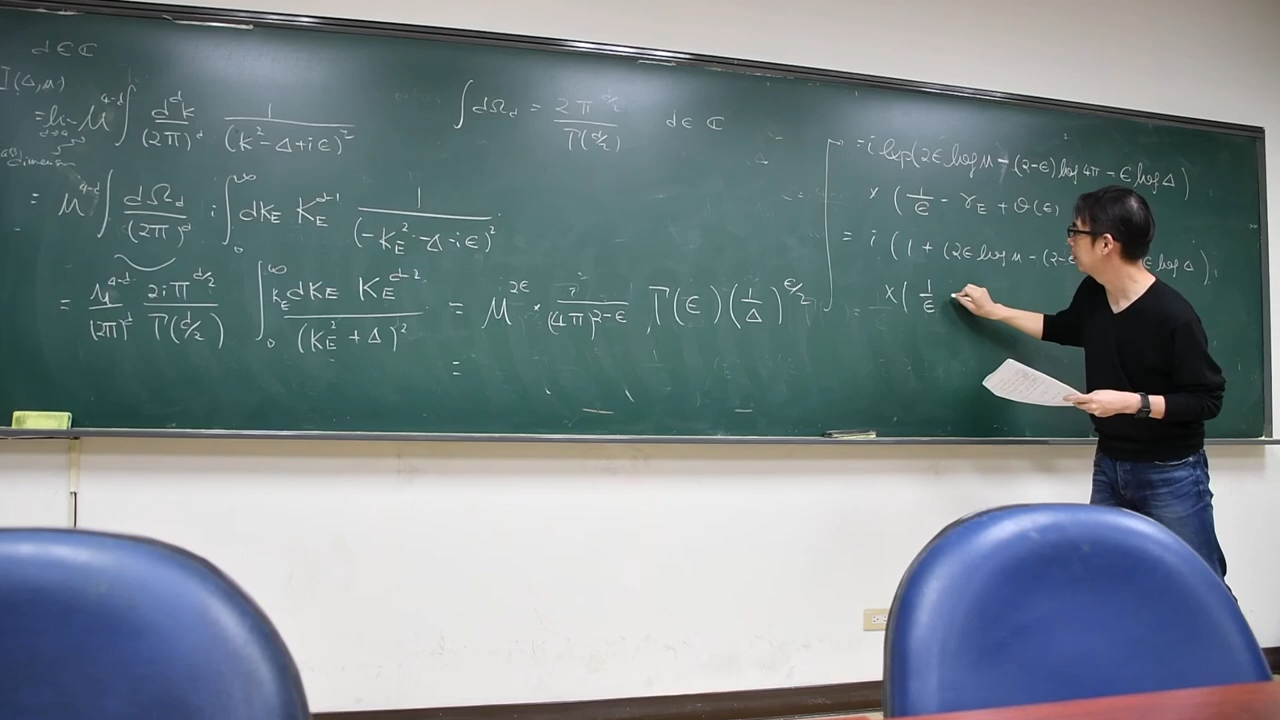 d ∈ ℂ
I(Δ,μ)
= lim_{d→4} μ^{4-d} ∫ d^d k / (2π)^d 1 / (k² - Δ + iε)²
dimension
= μ^{4-d} ∫ dΩ_d / (2π)^d i ∫_0^∞ dK_E K_E^{d-1} 1 / (-K_E² - Δ - iε)²
= μ^{4-d} / (2π)^d 2iπ^{d/2} / Γ(d/2) ∫_0^∞ K_E dK_E K_E^{d-2} / (K_E² + Δ)² = μ^{2ε} · i / (4π)^{2-ε} Γ(ε) (1/Δ)^{ε/2}
=
∫ dΩ_d = 2π^{d/2} / Γ(d/2) d ∈ ℂ
= i exp(2ε log μ - (2-ε) log 4π - ε log Δ)
× (1/ε - γ_E + O(ε)
= i (1 + (2ε log μ - (2-ε ε log Δ)
× (1/ε